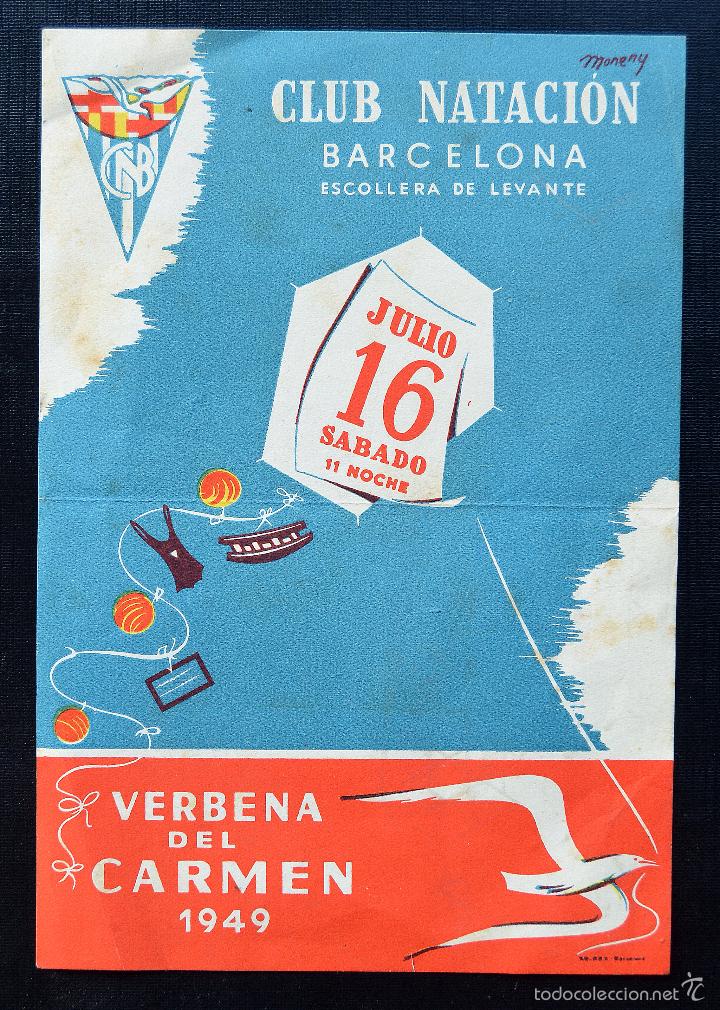 Moreny
CNB
CLUB NATACIÓN
BARCELONA
ESCOLLERA DE LEVANTE
JULIO
16
SABADO
11 NOCHE
VERBENA
DEL
CARMEN
1949
todocoleccion.net